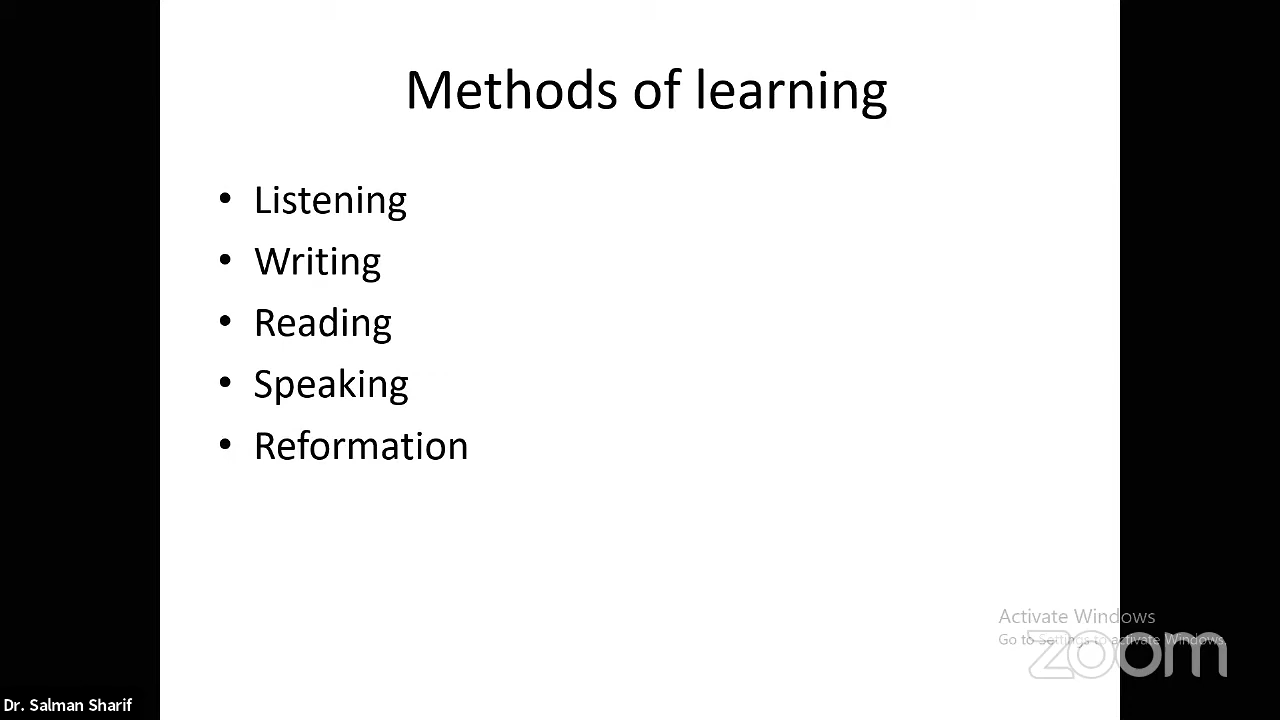 Methods of learning
• Listening
• Writing
• Reading
• Speaking
• Reformation
Activate Windows
Go to Settings to activate Windows.
zoom
Dr. Salman Sharif